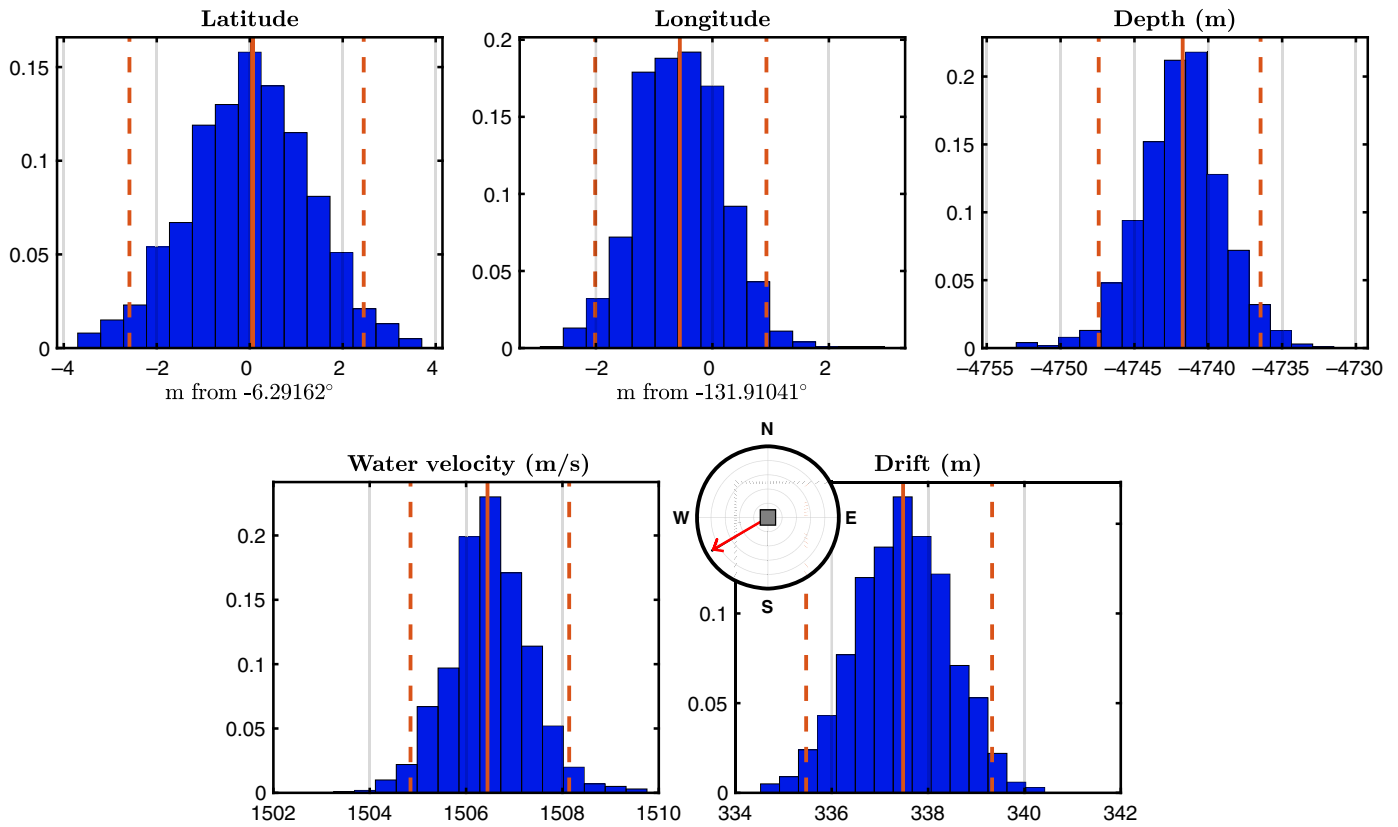 Latitude
0.15
0.1
0.05
0
−4 −2 0 2 4
m from -6.29162°
Longitude
0.2
0.15
0.1
0.05
0
−2 0 2
m from -131.91041°
Depth (m)
0.2
0.15
0.1
0.05
0
−4755 −4750 −4745 −4740 −4735 −4730
Water velocity (m/s)
0.2
0.15
0.1
0.05
0
1502 1504 1506 1508 1510
N
W E
S
Drift (m)
0.1
0.05
0
334 336 338 340 342